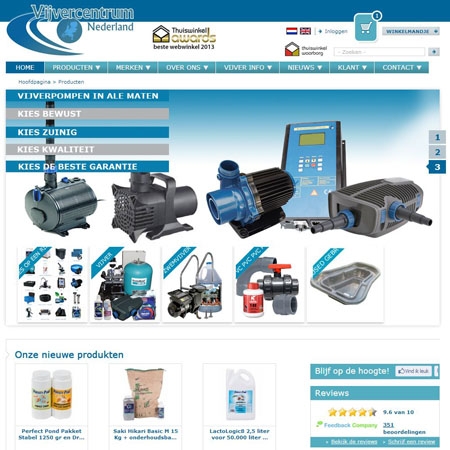 Vijvercentrum
Nederland
Thuiswinkel
awards
beste webwinkel 2013
Inloggen
1
WINKELMANDJE
thuiswinkel
waarborg
Zoeken
HOME PRODUCTEN MERKEN OVER ONS VIJVER INFO NIEUWS KLANT CONTACT
Hoofdpagina > Producten
VIJVERPOMPEN IN ALE MATEN
KIES BEWUST
KIES ZUINIG
KIES KWALITEIT
KIES DE BESTE GARANTIE
1
2
3
VIJVER
PVC PVC
Onze nieuwe produkten
Perfect Pond Pakket
Stabel 1250 gr en Dr...
Saki Hikari Basic M 15
Kg + onderhoudsba...
LactoLogic® 2,5 liter
voor 50.000 liter ...
Blijf op de hoogte!
Vind ik leuk
Reviews
9.6 van 10
Feedback Company
351
beoordelingen
» Bekijk de reviews
» Schrijf een review